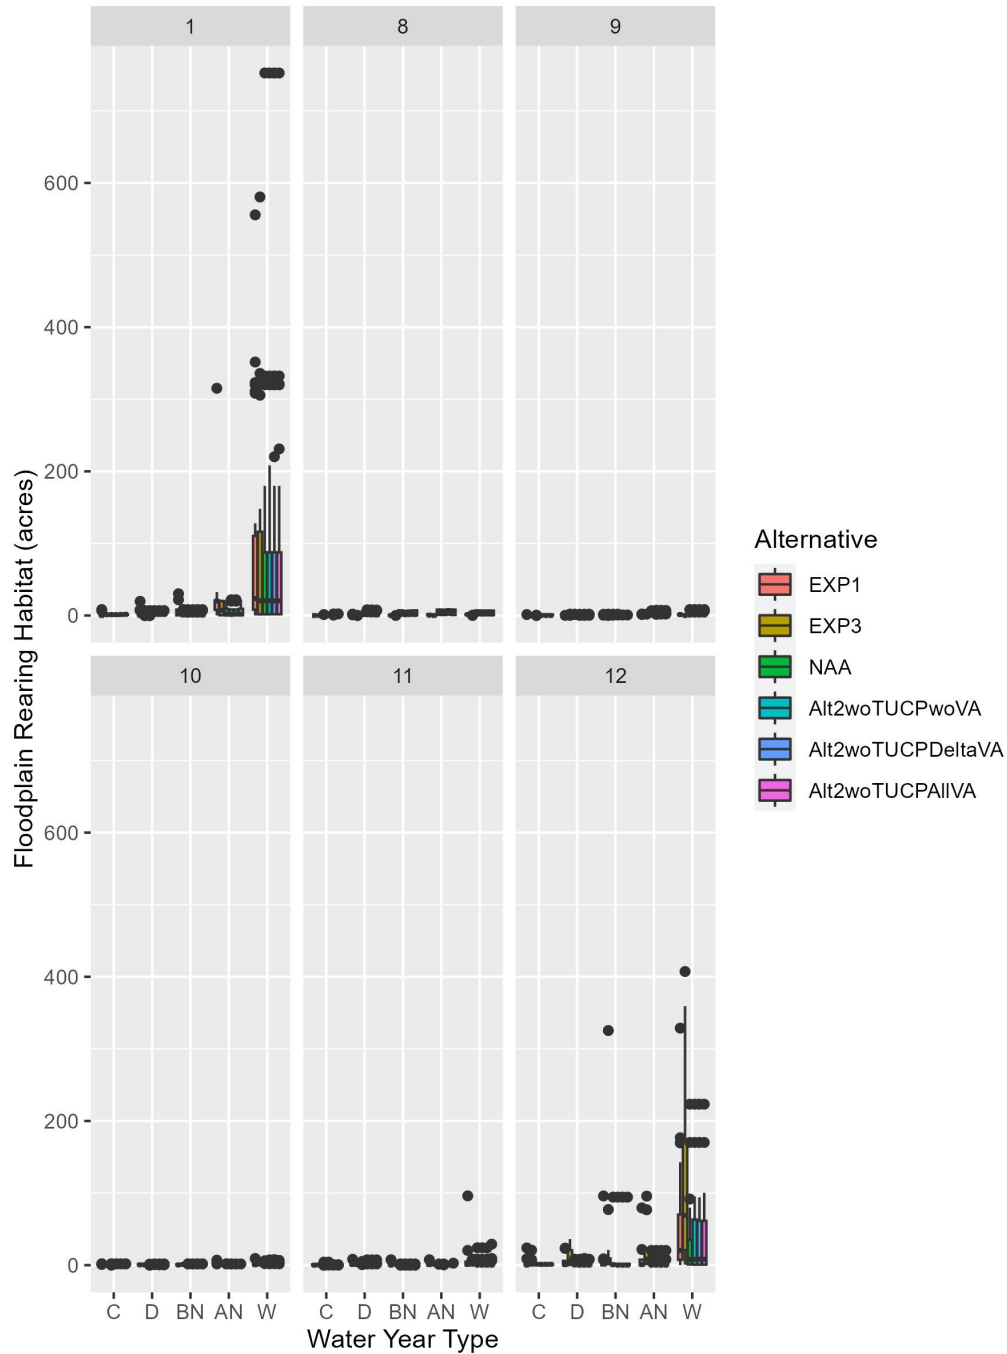 1 8 9
600
400
200
0
Floodplain Rearing Habitat (acres)
10 11 12
600
400
200
0
C D BN AN W C D BN AN W C D BN AN W
Water Year Type
Alternative
EXP1
EXP3
NAA
Alt2woTUCPwoVA
Alt2woTUCPDeltaVA
Alt2woTUCPAllVA